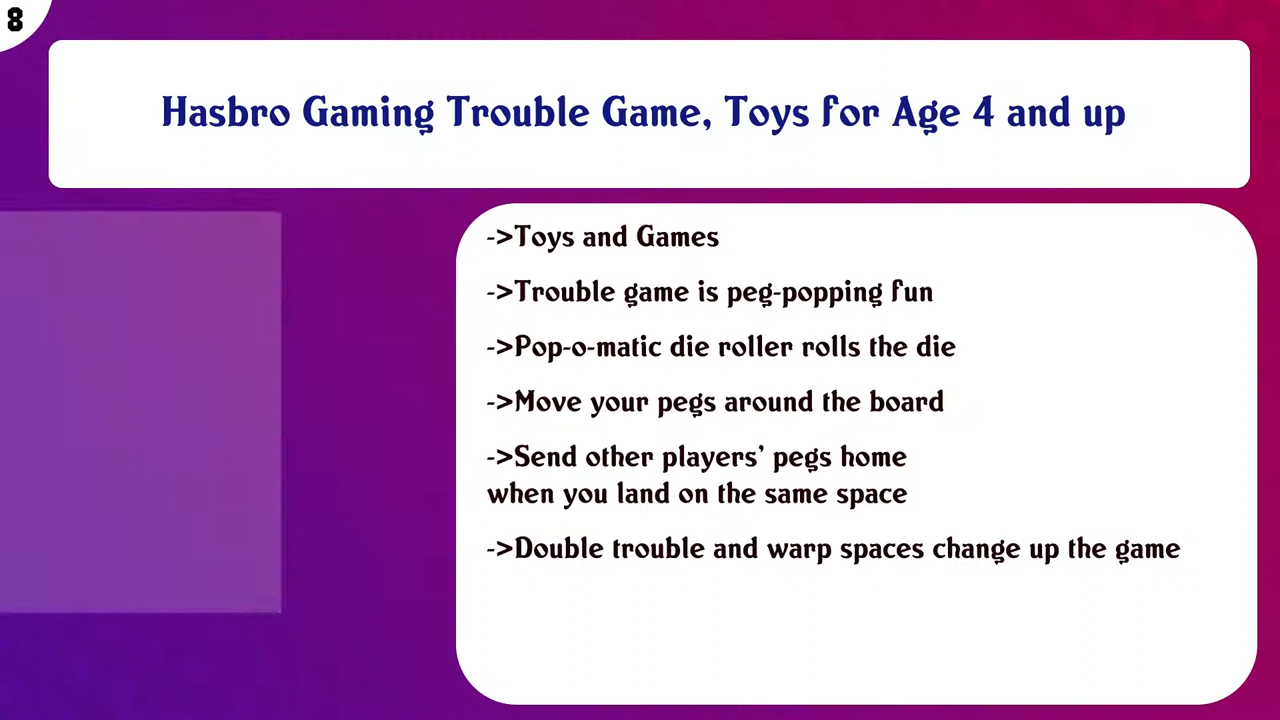 8
Hasbro Gaming Trouble Game, Toys for Age 4 and up
->Toys and Games
->Trouble game is peg-popping fun
->Pop-o-matic die roller rolls the die
->Move your pegs around the board
->Send other players’ pegs home
when you land on the same space
->Double trouble and warp spaces change up the game